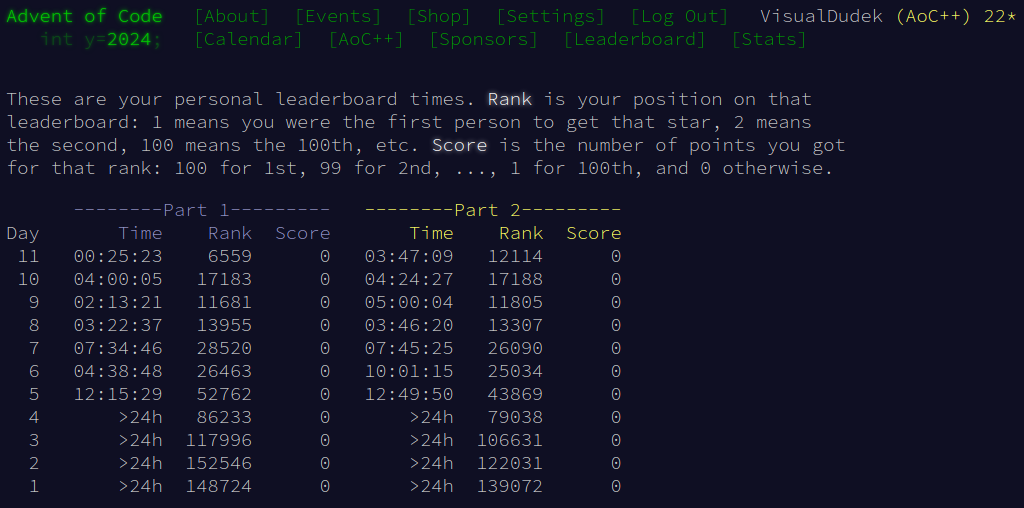 Advent of Code [About] [Events] [Shop] [Settings] [Log Out] VisualDudek (AoC++) 22*
int y=2024; [Calendar] [AoC++] [Sponsors] [Leaderboard] [Stats]
These are your personal leaderboard times. Rank is your position on that
leaderboard: 1 means you were the first person to get that star, 2 means
the second, 100 means the 100th, etc. Score is the number of points you got
for that rank: 100 for 1st, 99 for 2nd, ..., 1 for 100th, and 0 otherwise.
--------Part 1--------- --------Part 2---------
Day Time Rank Score Time Rank Score
11 00:25:23 6559 0 03:47:09 12114 0
10 04:00:05 17183 0 04:24:27 17188 0
9 02:13:21 11681 0 05:00:04 11805 0
8 03:22:37 13955 0 03:46:20 13307 0
7 07:34:46 28520 0 07:45:25 26090 0
6 04:38:48 26463 0 10:01:15 25034 0
5 12:15:29 52762 0 12:49:50 43869 0
4 >24h 86233 0 >24h 79038 0
3 >24h 117996 0 >24h 106631 0
2 >24h 152546 0 >24h 122031 0
1 >24h 148724 0 >24h 139072 0